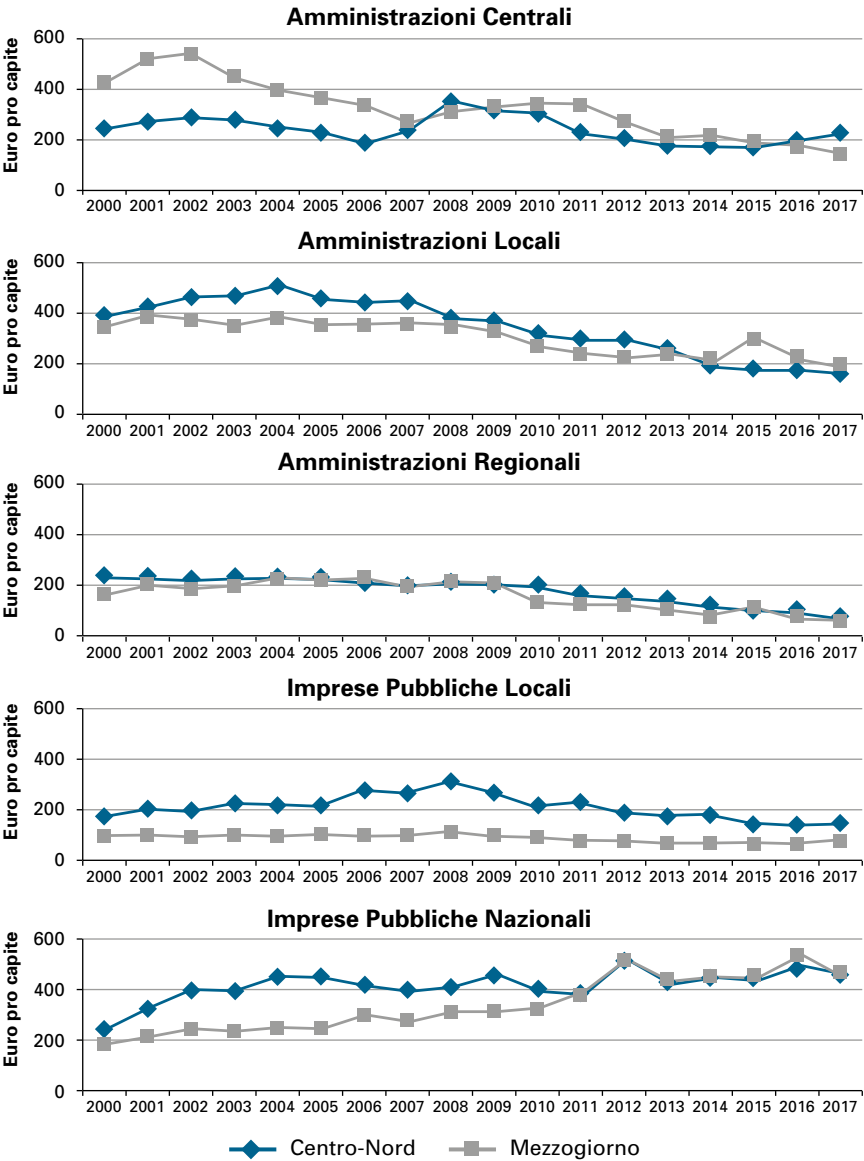 Amministrazioni Centrali
Euro pro capite
600
400
200
0
2000 2001 2002 2003 2004 2005 2006 2007 2008 2009 2010 2011 2012 2013 2014 2015 2016 2017
Amministrazioni Locali
Euro pro capite
600
400
200
0
2000 2001 2002 2003 2004 2005 2006 2007 2008 2009 2010 2011 2012 2013 2014 2015 2016 2017
Amministrazioni Regionali
Euro pro capite
600
400
200
0
2000 2001 2002 2003 2004 2005 2006 2007 2008 2009 2010 2011 2012 2013 2014 2015 2016 2017
Imprese Pubbliche Locali
Euro pro capite
600
400
200
0
2000 2001 2002 2003 2004 2005 2006 2007 2008 2009 2010 2011 2012 2013 2014 2015 2016 2017
Imprese Pubbliche Nazionali
Euro pro capite
600
400
200
0
2000 2001 2002 2003 2004 2005 2006 2007 2008 2009 2010 2011 2012 2013 2014 2015 2016 2017
Centro-Nord Mezzogiorno